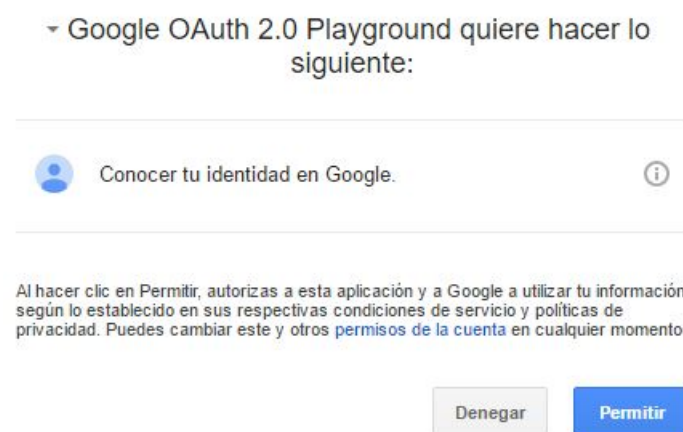 Google OAuth 2.0 Playground quiere hacer lo
siguiente:
Conocer tu identidad en Google.
Al hacer clic en Permitir, autorizas a esta aplicación y a Google a utilizar tu información
según lo establecido en sus respectivas condiciones de servicio y políticas de
privacidad. Puedes cambiar este y otros permisos de la cuenta en cualquier momento
Denegar Permitir